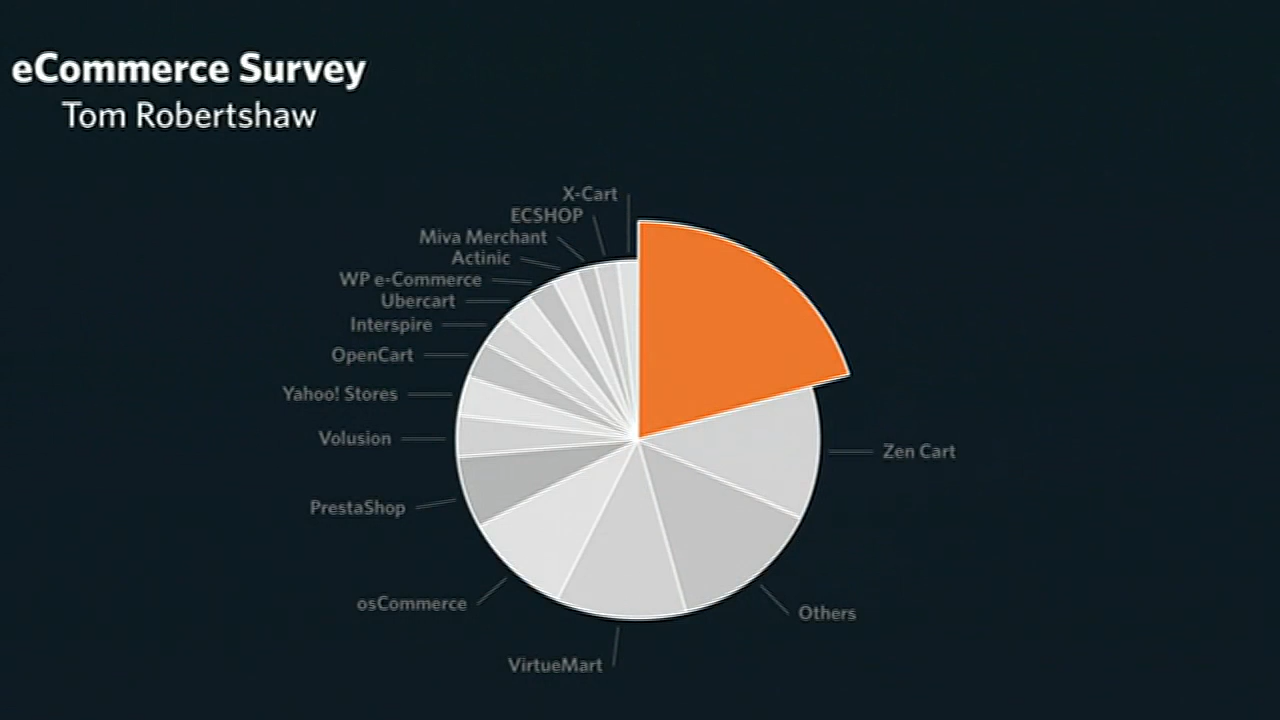 eCommerce Survey
Tom Robertshaw
X-Cart
ECSHOP
Miva Merchant
Actinic
WP e-Commerce
Ubercart
Interspire
OpenCart
Yahoo! Stores
Volusion
Zen Cart
PrestaShop
osCommerce
Others
VirtueMart